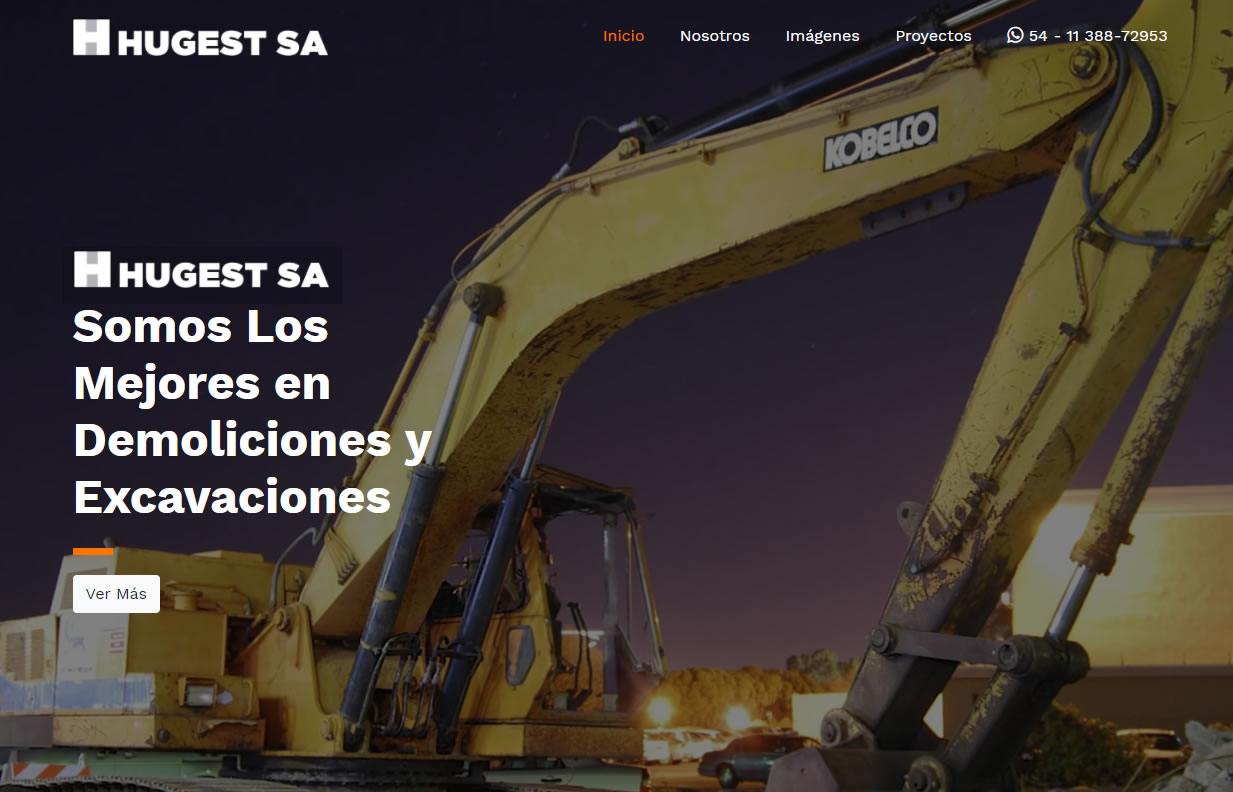 HUGEST SA
Inicio Nosotros Imágenes Proyectos 54 - 11 388-72953
KOBELCO
HUGEST SA
Somos Los
Mejores en
Demoliciones y
Excavaciones
Ver Más